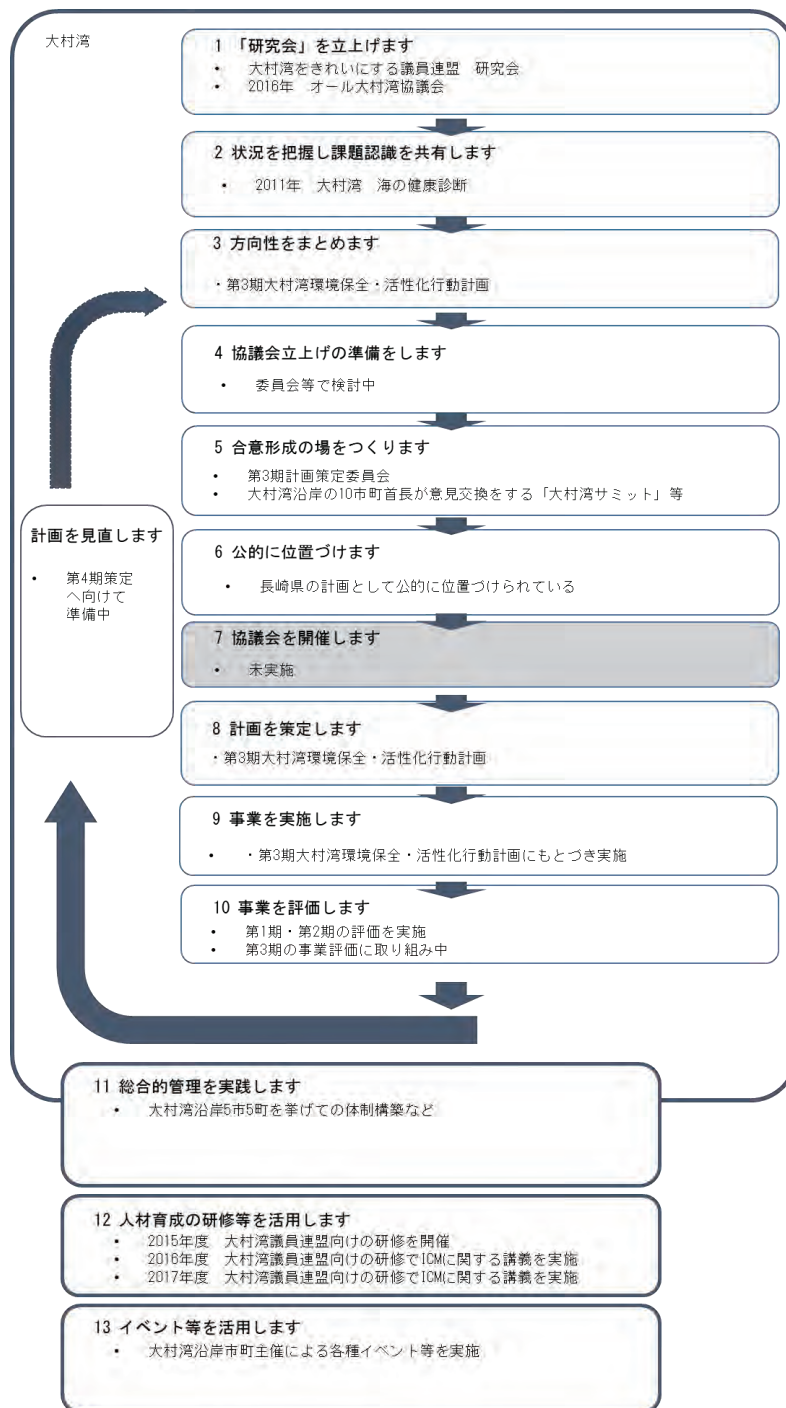 大村湾
1 「研究会」を立上げます
• 大村湾をきれいにする議員連盟　研究会
• 2016年　オール大村湾協議会
2 状況を把握し課題認識を共有します
• 2011年　大村湾　海の健康診断
3 方向性をまとめます
・第3期大村湾環境保全・活性化行動計画
4 協議会立上げの準備をします
• 委員会等で検討中
5 合意形成の場をつくります
• 第3期計画策定委員会
• 大村湾沿岸の10市町首長が意見交換をする「大村湾サミット」等
計画を見直します
• 第4期策定
へ向けて
準備中
6 公的に位置づけます
• 長崎県の計画として公的に位置づけられている
7 協議会を開催します
• 未実施
8 計画を策定します
・第3期大村湾環境保全・活性化行動計画
9 事業を実施します
• ・第3期大村湾環境保全・活性化行動計画にもとづき実施
10 事業を評価します
• 第1期・第2期の評価を実施
• 第3期の事業評価に取り組み中
11 総合的管理を実践します
• 大村湾沿岸5市5町を挙げての体制構築など
12 人材育成の研修等を活用します
• 2015年度　大村湾議員連盟向けの研修を開催
• 2016年度　大村湾議員連盟向けの研修でICMに関する講義を実施
• 2017年度　大村湾議員連盟向けの研修でICMに関する講義を実施
13 イベント等を活用します
• 大村湾沿岸市町主催による各種イベント等を実施